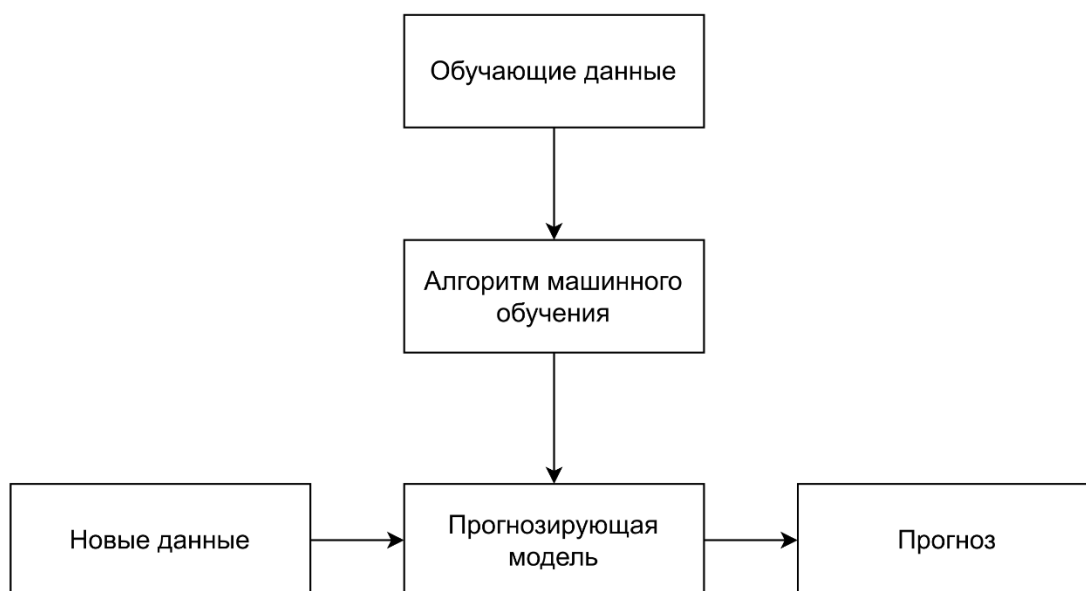 Обучающие данные
Алгоритм машинного
обучения
Новые данные
Прогнозирующая
модель
Прогноз